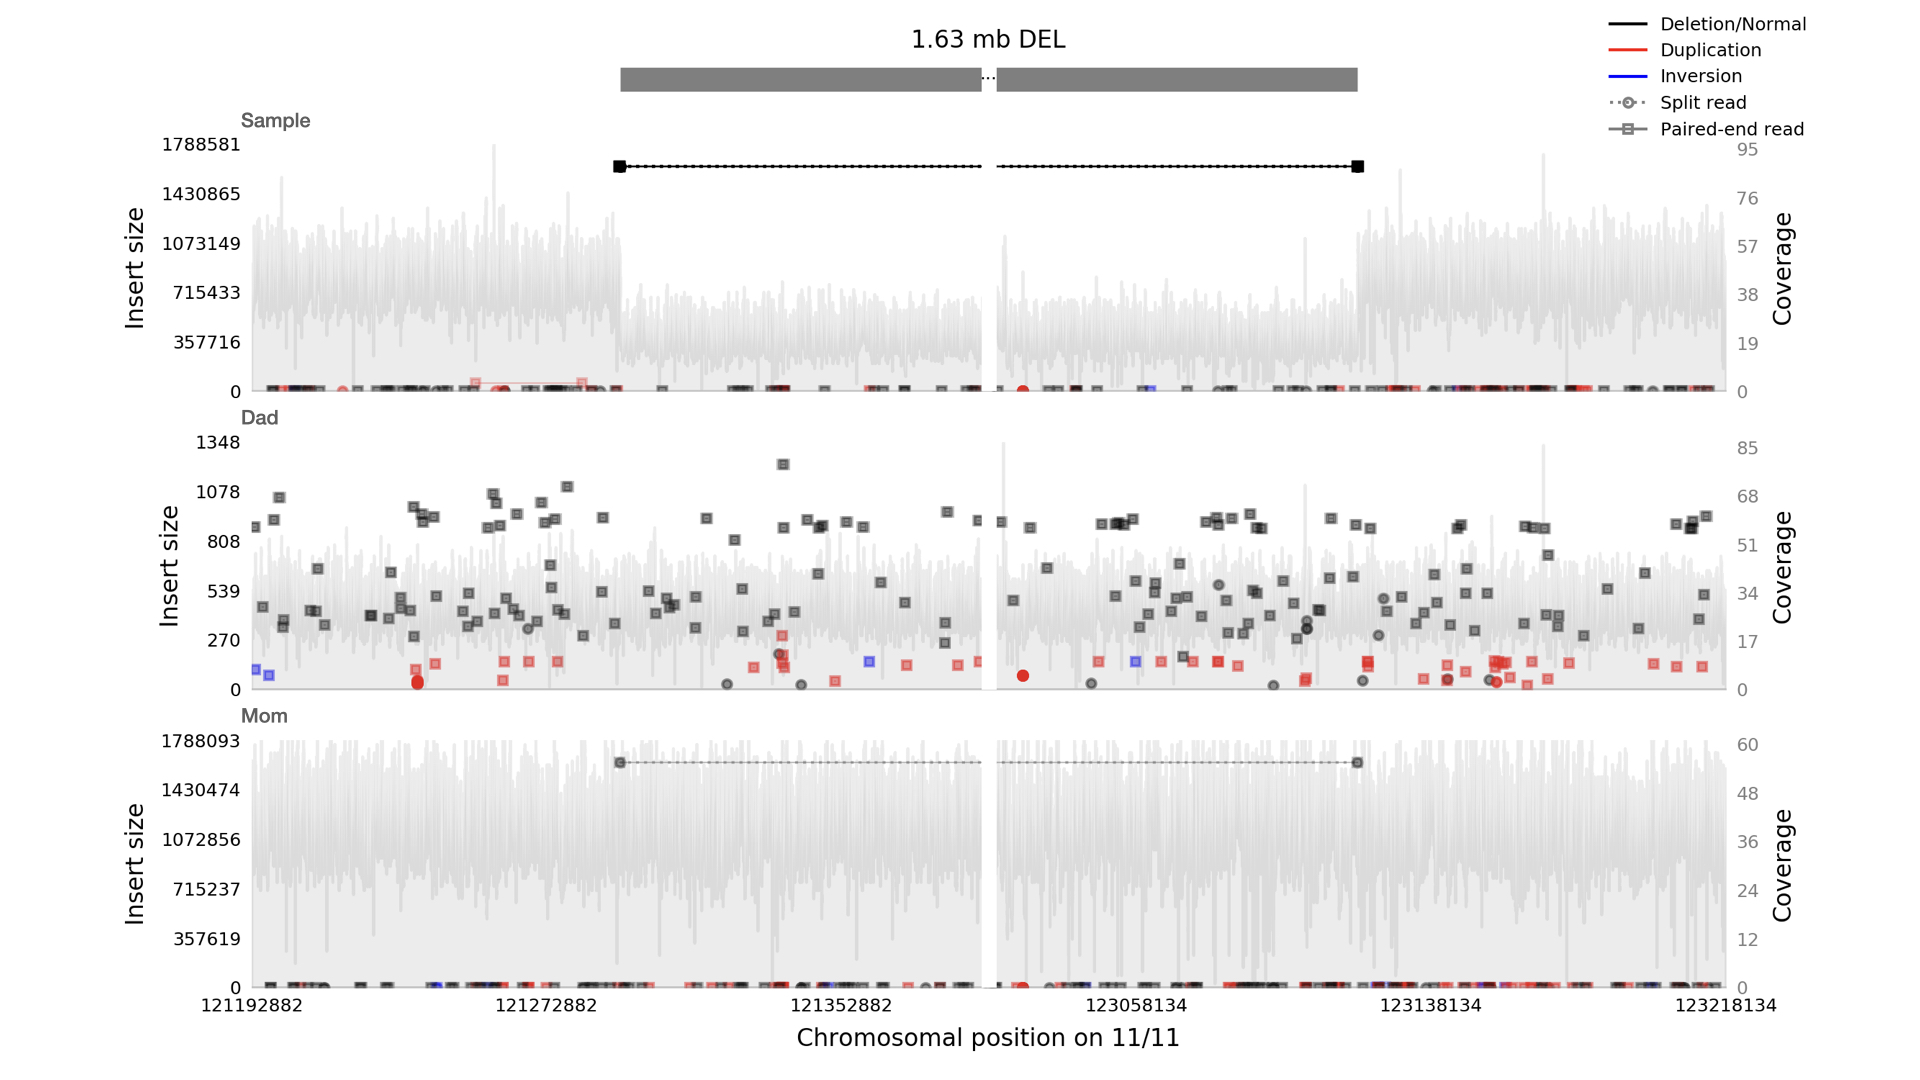 1.63 mb DEL
...
Deletion/Normal
Duplication
Inversion
Split read
Paired-end read
Sample
1788581
1430865
1073149
715433
357716
0
Insert size
95
76
57
38
19
0
Coverage
Dad
1348
1078
808
539
270
0
Insert size
85
68
51
34
17
0
Coverage
Mom
1788093
1430474
1072856
715237
357619
0
Insert size
60
48
36
24
12
0
Coverage
121192882 121272882 121352882 123058134 123138134 123218134
Chromosomal position on 11/11